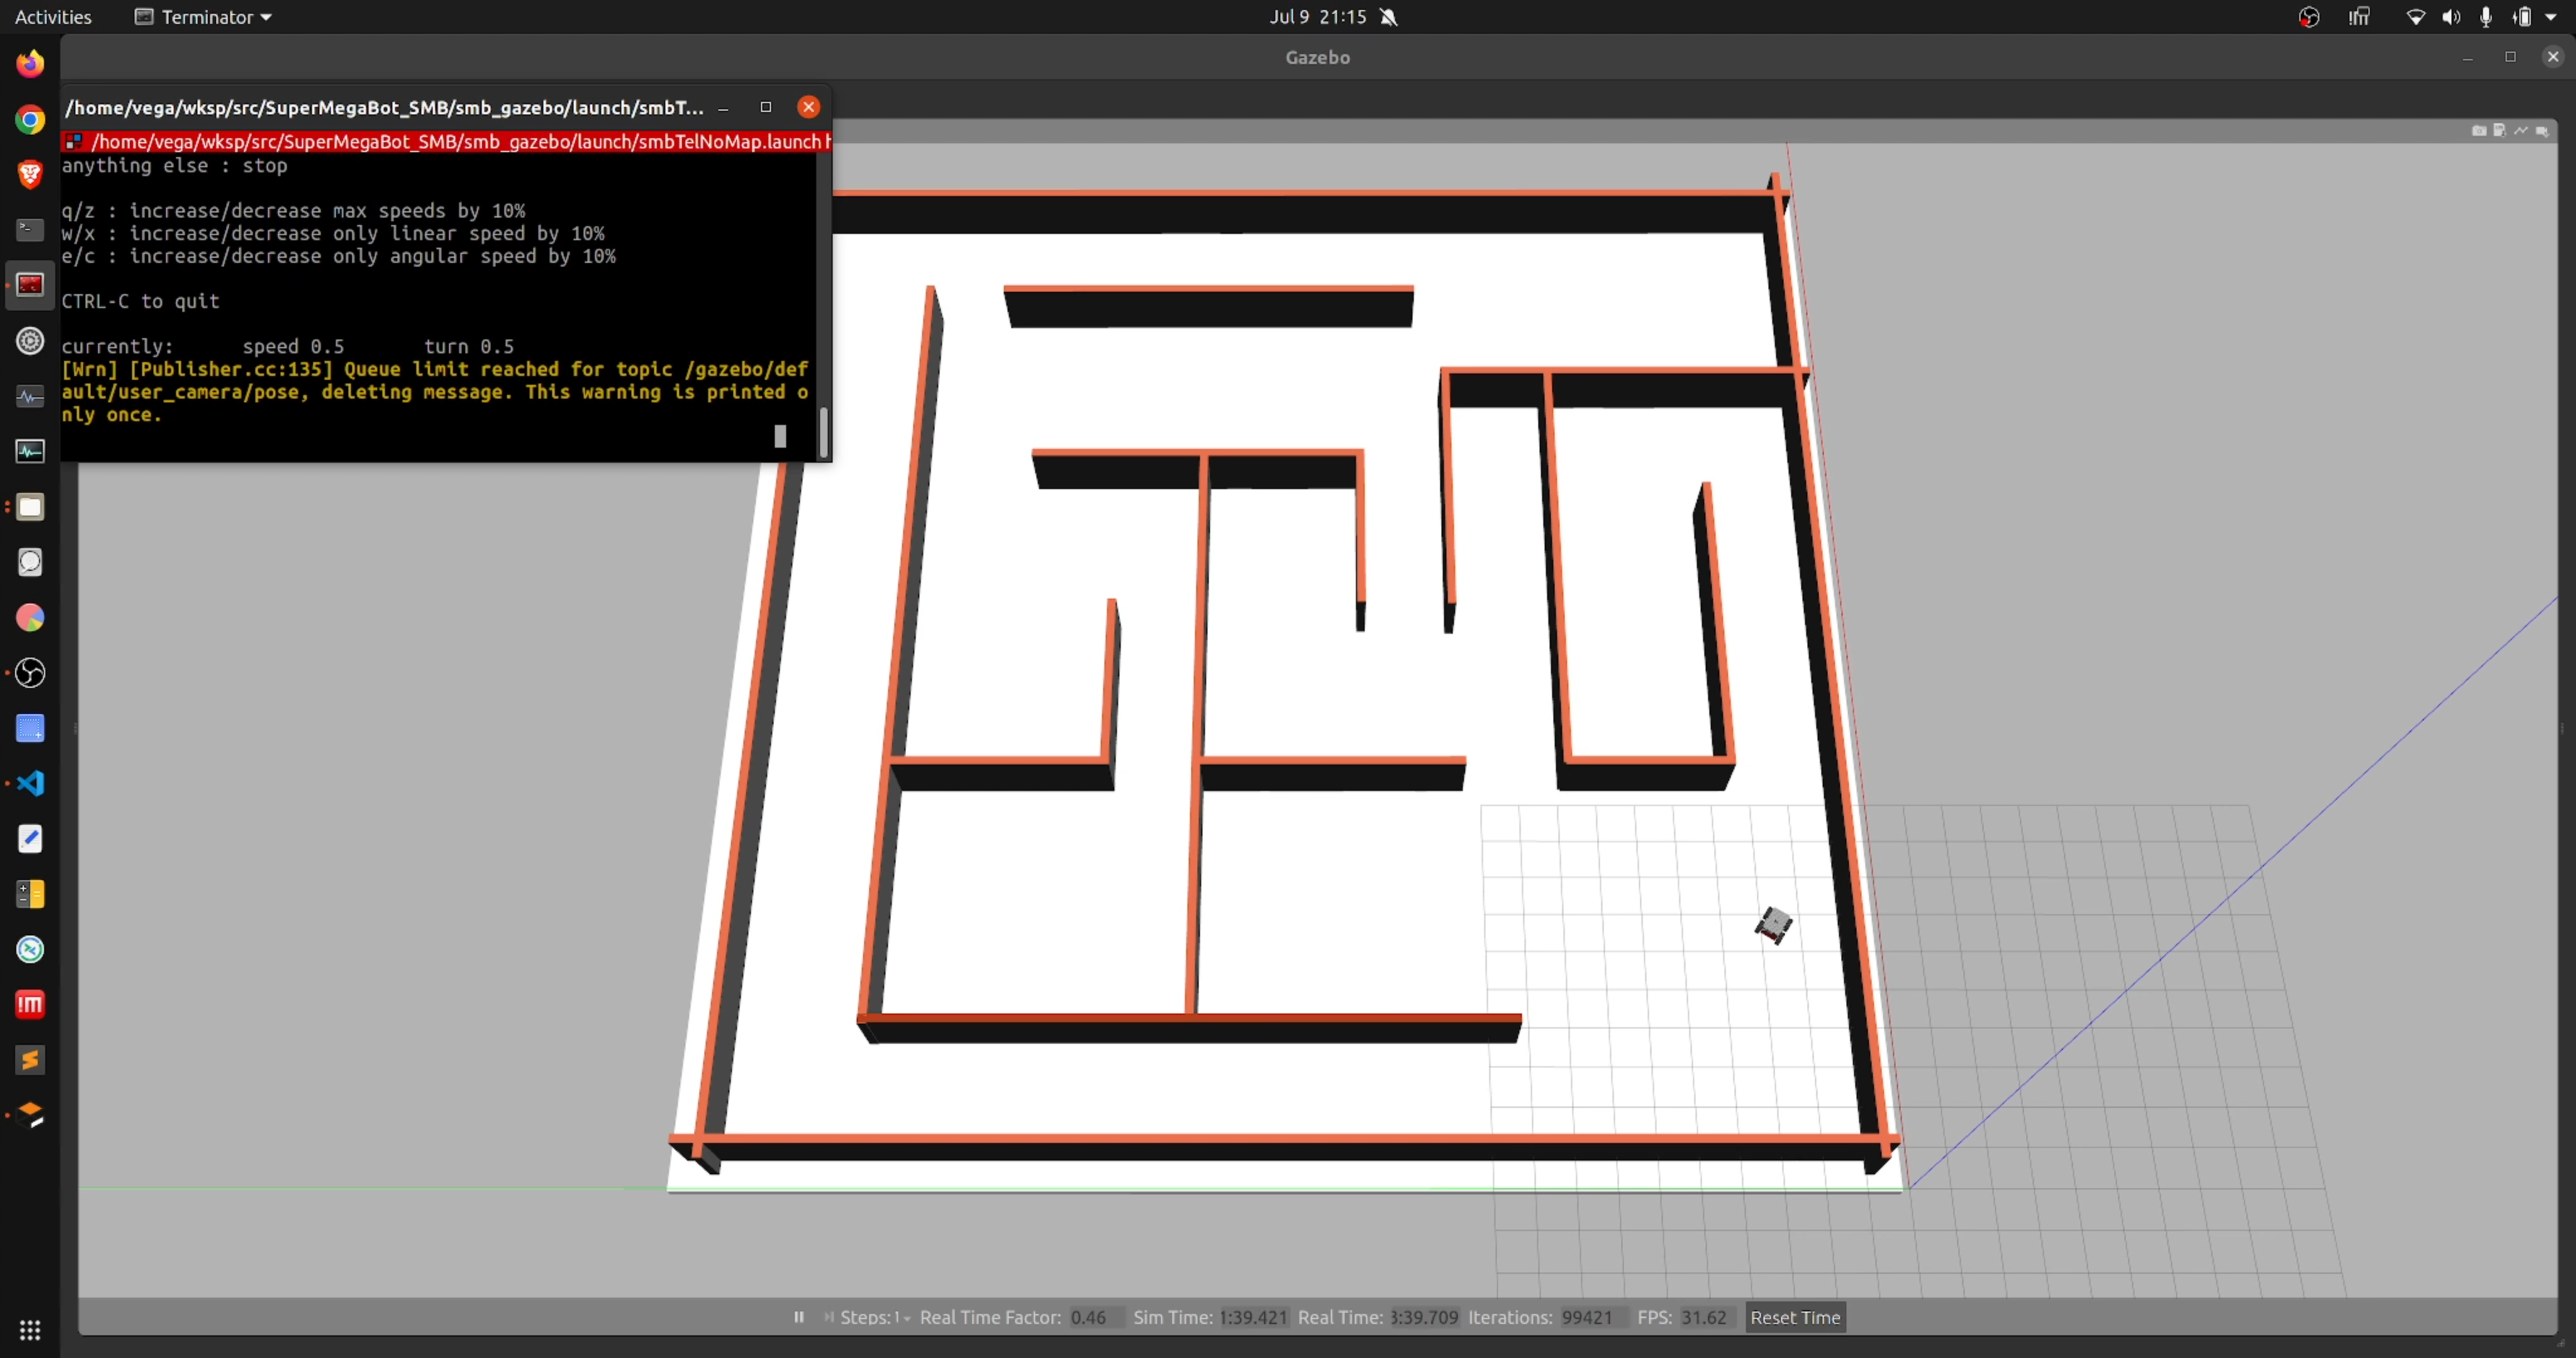 Activities
Terminator
Jul 9 21:15
Gazebo
/home/vega/wksp/src/SuperMegaBot_SMB/smb_gazebo/launch/smbT...
/home/vega/wksp/src/SuperMegaBot_SMB/smb_gazebo/launch/smbTelNoMap.launch h
anything else : stop
q/z : increase/decrease max speeds by 10%
w/x : increase/decrease only linear speed by 10%
e/c : increase/decrease only angular speed by 10%
CTRL-C to quit
currently: speed 0.5 turn 0.5
[Wrn] [Publisher.cc:135] Queue limit reached for topic /gazebo/def
ault/user_camera/pose, deleting message. This warning is printed o
nly once.
Steps: 1 Real Time Factor: 0.46 Sim Time: 1:39.421 Real Time: 3:39.709 Iterations: 99421 FPS: 31.62 Reset Time